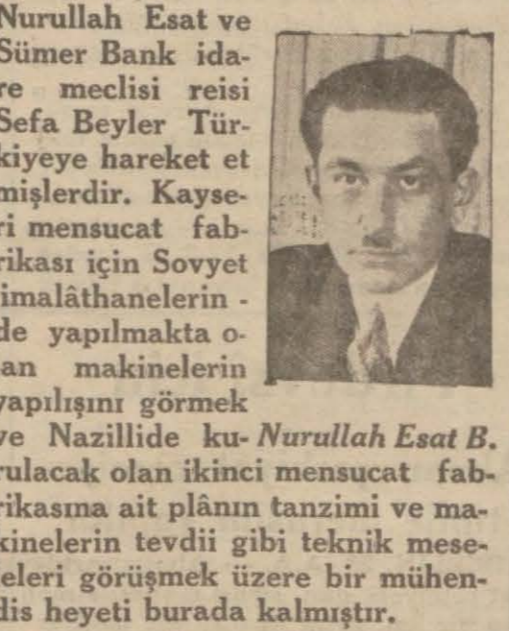 Nurullah Esat ve
Sümer Bank ida-
re meclisi reisi
Sefa Beyler Tür-
kiyeye hareket et
mişlerdir. Kayse-
ri mensucat fab-
rikası için Sovyet
imalâthanelerin -
de yapılmakta o-
lan makinelerin
yapılışını görmek
ve Nazillide ku-
Nurullah Esat B.
rulacak olan ikinci mensucat fab-
rikasına ait plânın tanzimi ve ma-
kinelerin tevdii gibi teknik mese-
leleri görüşmek üzere bir mühen-
dis heyeti burada kalmıştır.